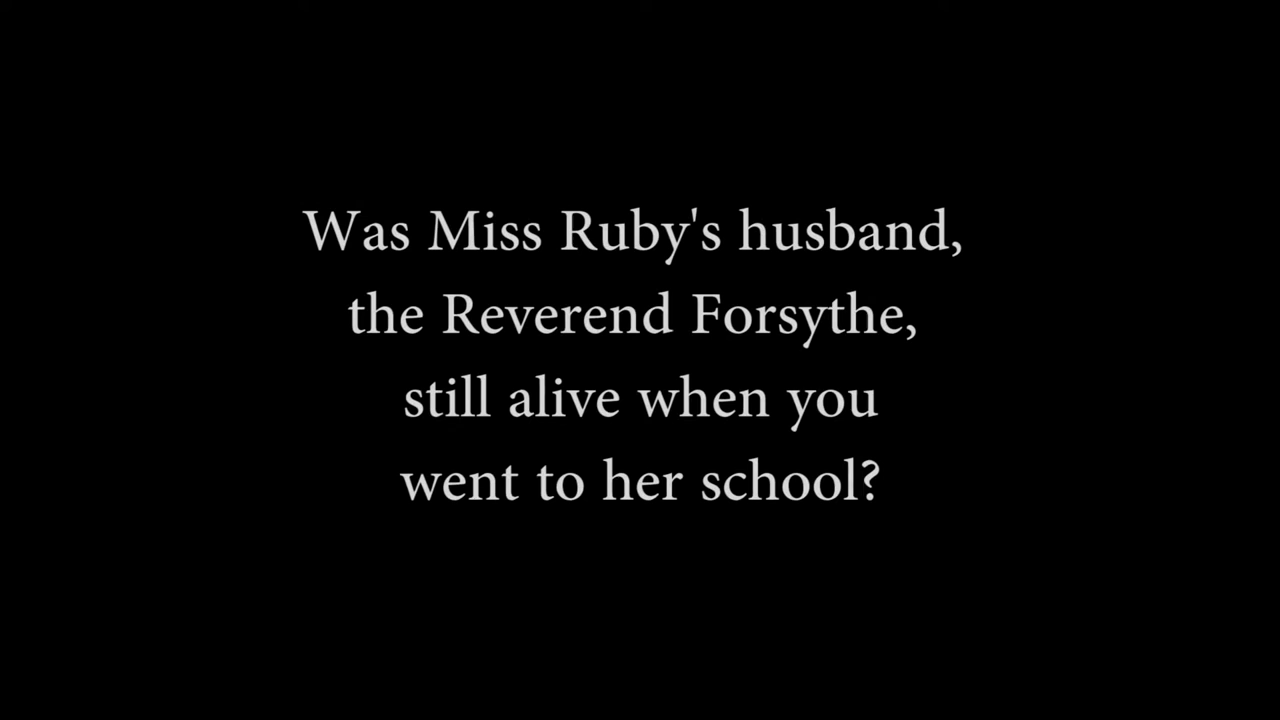 Was Miss Ruby's husband,
the Reverend Forsythe,
still alive when you
went to her school?